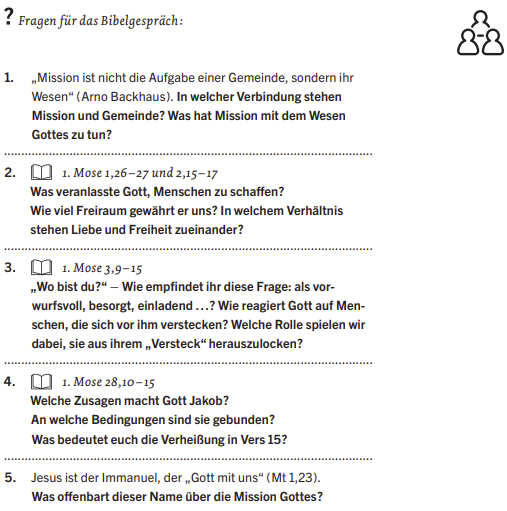 ? Fragen für das Bibelgespräch:
1. „Mission ist nicht die Aufgabe einer Gemeinde, sondern ihr
Wesen“ (Arno Backhaus). In welcher Verbindung stehen
Mission und Gemeinde? Was hat Mission mit dem Wesen
Gottes zu tun?
2. 1. Mose 1,26–27 und 2,15–17
Was veranlasste Gott, Menschen zu schaffen?
Wie viel Freiraum gewährt er uns? In welchem Verhältnis
stehen Liebe und Freiheit zueinander?
3. 1. Mose 3,9–15
„Wo bist du?“ – Wie empfindet ihr diese Frage: als vor-
wurfsvoll, besorgt, einladend …? Wie reagiert Gott auf Men-
schen, die sich vor ihm verstecken? Welche Rolle spielen wir
dabei, sie aus ihrem „Versteck“ herauszulocken?
4. 1. Mose 28,10–15
Welche Zusagen macht Gott Jakob?
An welche Bedingungen sind sie gebunden?
Was bedeutet euch die Verheißung in Vers 15?
5. Jesus ist der Immanuel, der „Gott mit uns“ (Mt 1,23).
Was offenbart dieser Name über die Mission Gottes?